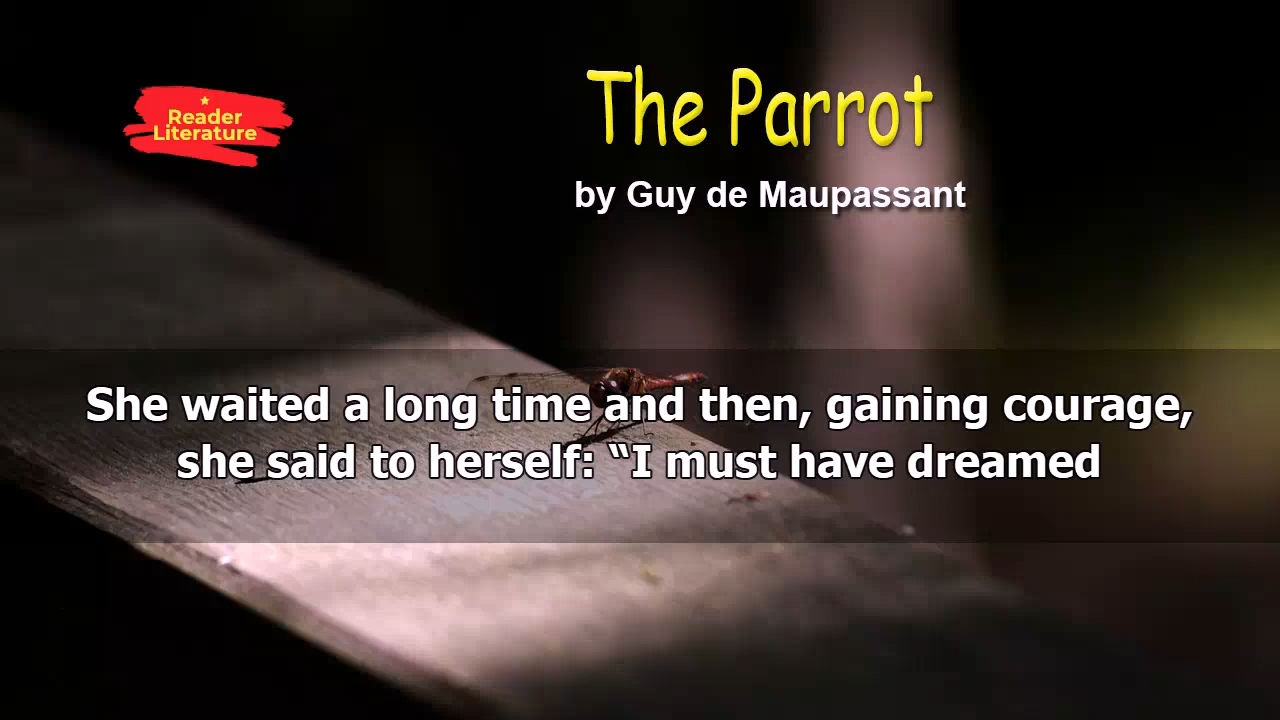 Reader
Literature
The Parrot
by Guy de Maupassant
She waited a long time and then, gaining courage,
she said to herself: “I must have dreamed